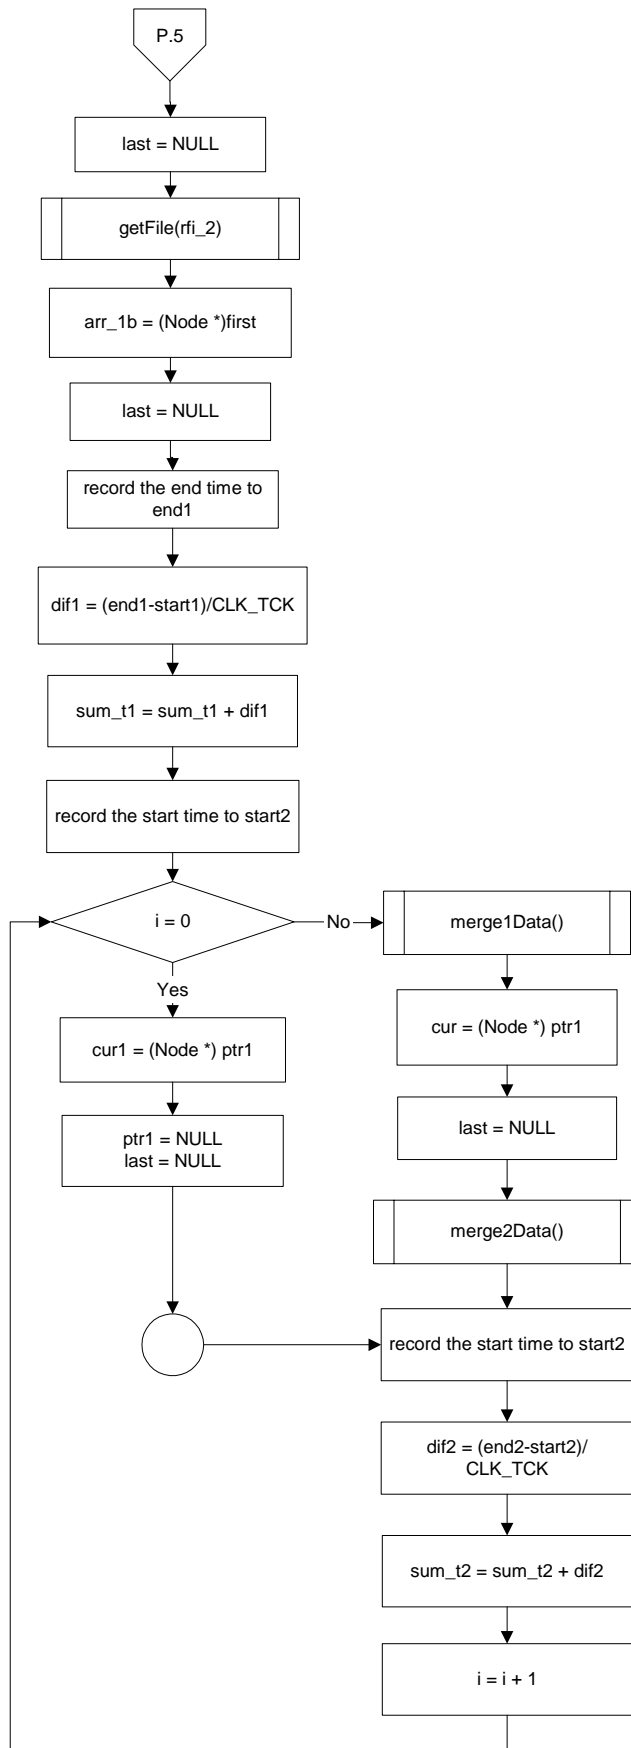 P.5
last = NULL
getFile(rfi_2)
arr_1b = (Node *)first
last = NULL
record the end time to
end1
dif1 = (end1-start1)/CLK_TCK
sum_t1 = sum_t1 + dif1
record the start time to start2
i = 0
No
merge1Data()
Yes
cur1 = (Node *) ptr1
cur = (Node *) ptr1
ptr1 = NULL
last = NULL
last = NULL
merge2Data()
record the start time to start2
dif2 = (end2-start2)/
CLK_TCK
sum_t2 = sum_t2 + dif2
i = i + 1